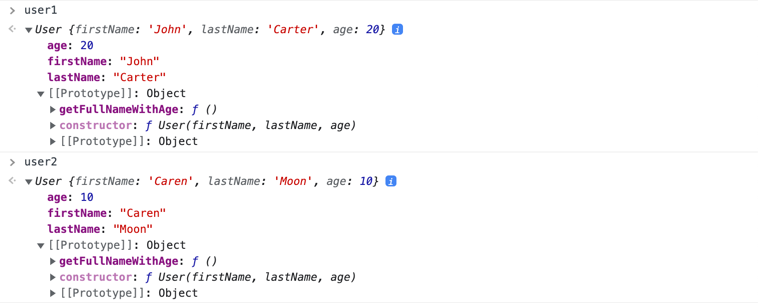 user1
User {firstName: 'John', lastName: 'Carter', age: 20} i
age: 20
firstName: "John"
lastName: "Carter"
[[Prototype]]: Object
getFullNameWithAge: ƒ ()
constructor: ƒ User(firstName, lastName, age)
[[Prototype]]: Object
user2
User {firstName: 'Caren', lastName: 'Moon', age: 10} i
age: 10
firstName: "Caren"
lastName: "Moon"
[[Prototype]]: Object
getFullNameWithAge: ƒ ()
constructor: ƒ User(firstName, lastName, age)
[[Prototype]]: Object